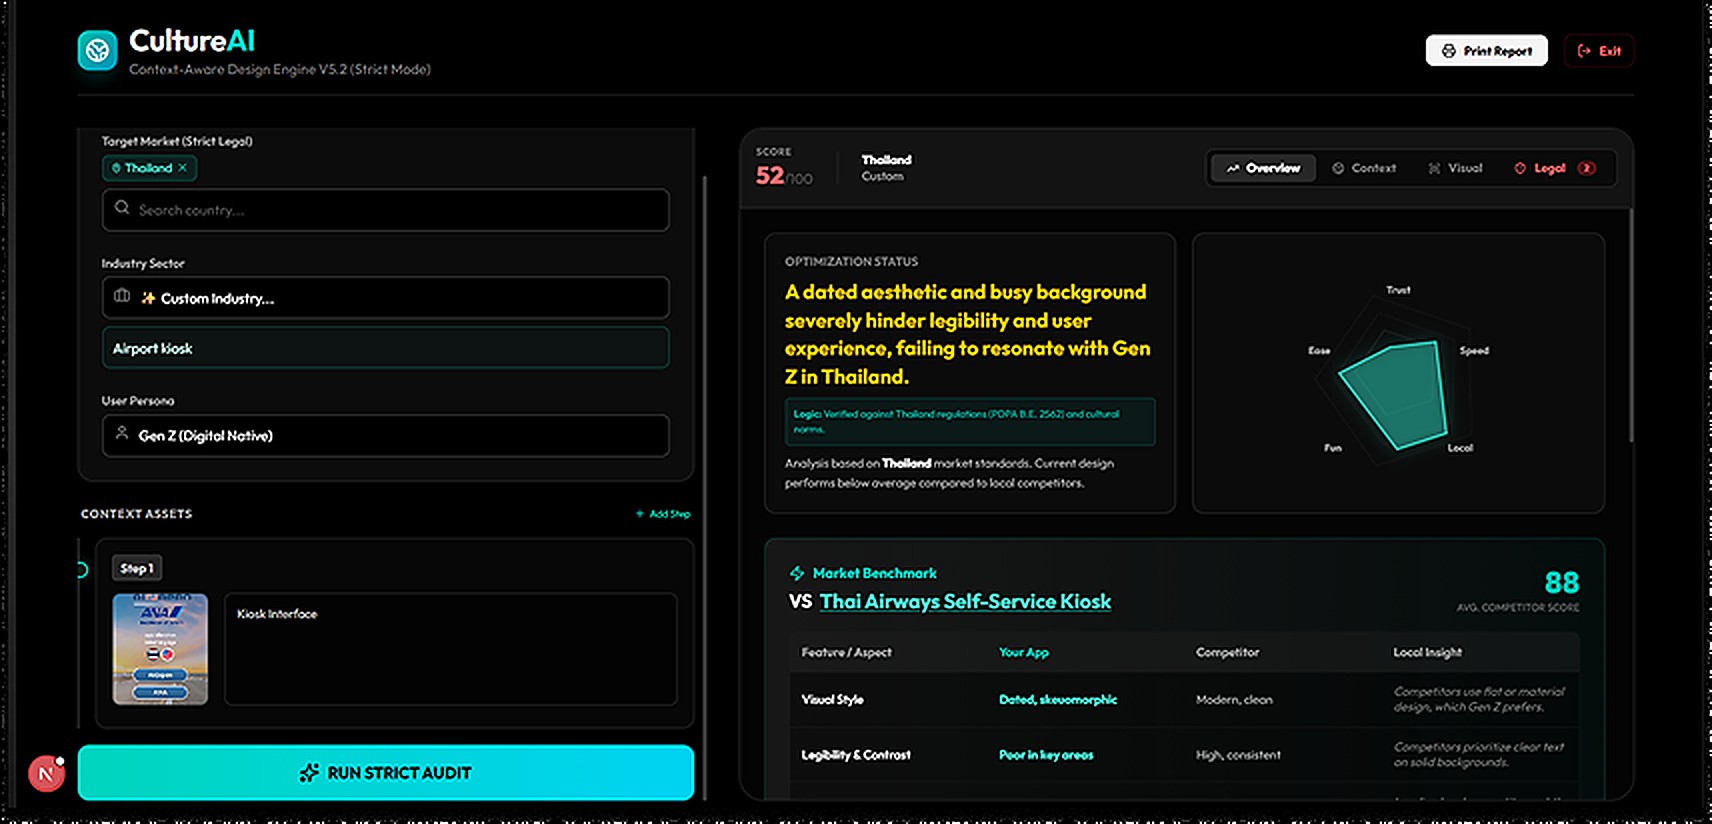 CultureAI
Context-Aware Design Engine V5.2 (Strict Mode)
Print Report
Exit
Target Market (Strict Legal)
Thailand ×
Search country...
Industry Sector
✨ Custom Industry...
Airport kiosk
User Persona
Gen Z (Digital Native)
CONTEXT ASSETS
+ Add Step
Step 1
ANA
Kiosk Interface
N
RUN STRICT AUDIT
SCORE
52/100
Thailand
Custom
Overview
Context
Visual
Legal 2
OPTIMIZATION STATUS
A dated aesthetic and busy background
severely hinder legibility and user
experience, failing to resonate with Gen
Z in Thailand.
Logic: Verified against Thailand regulations (PDPA B.E. 2562) and cultural
norms.
Analysis based on Thailand market standards. Current design
performs below average compared to local competitors.
Trust
Speed
Local
Fun
Ease
Market Benchmark
VS Thai Airways Self-Service Kiosk
88
AVG. COMPETITOR SCORE
Feature / Aspect Your App Competitor Local Insight
Visual Style Dated, skeuomorphic Modern, clean Competitors use flat or material
design, which Gen Z prefers.
Legibility & Contrast Poor in key areas High, consistent Competitors prioritize clear text
on solid backgrounds.